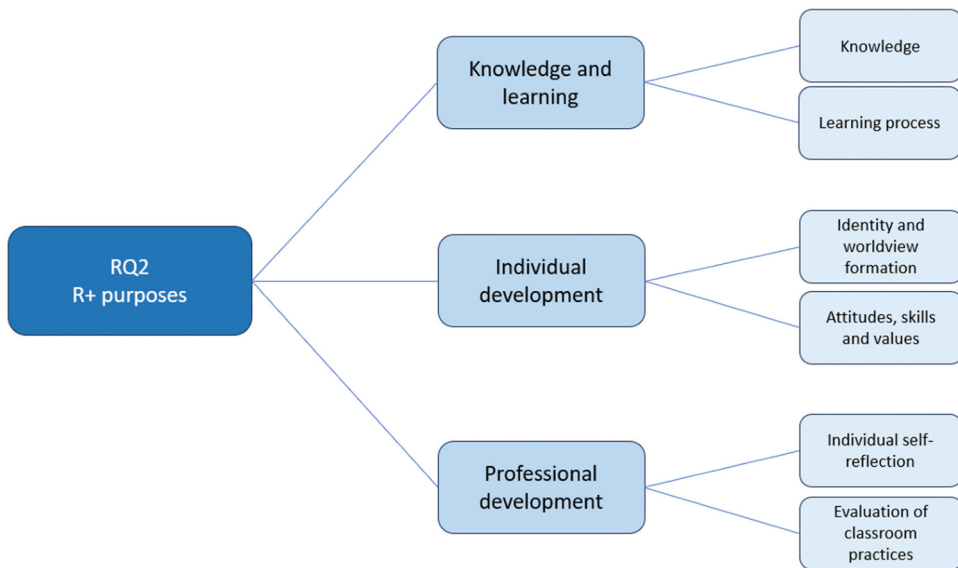 RQ2
R+ purposes
Knowledge and
learning
Knowledge
Learning process
Individual
development
Identity and
worldview
formation
Attitudes, skills
and values
Professional
development
Individual self-
reflection
Evaluation of
classroom
practices